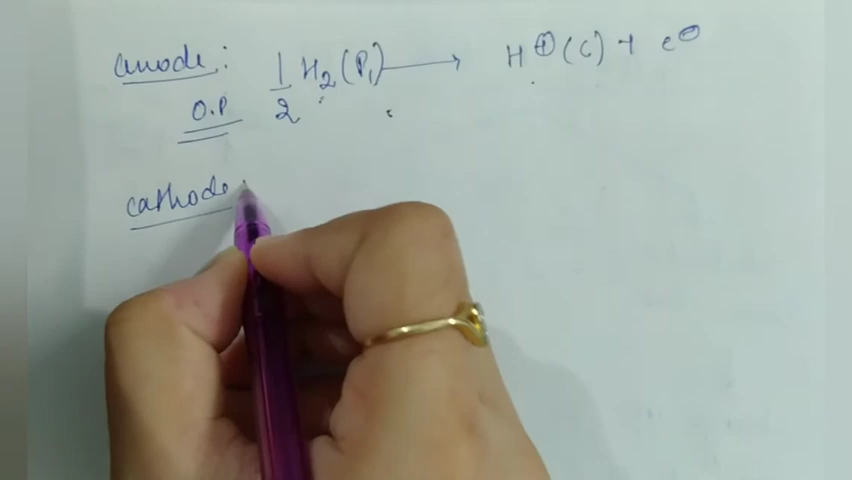 anode: 1/2 H₂(P₁) ⟶ H⊕(C) + e⊖
O.P
cathode: